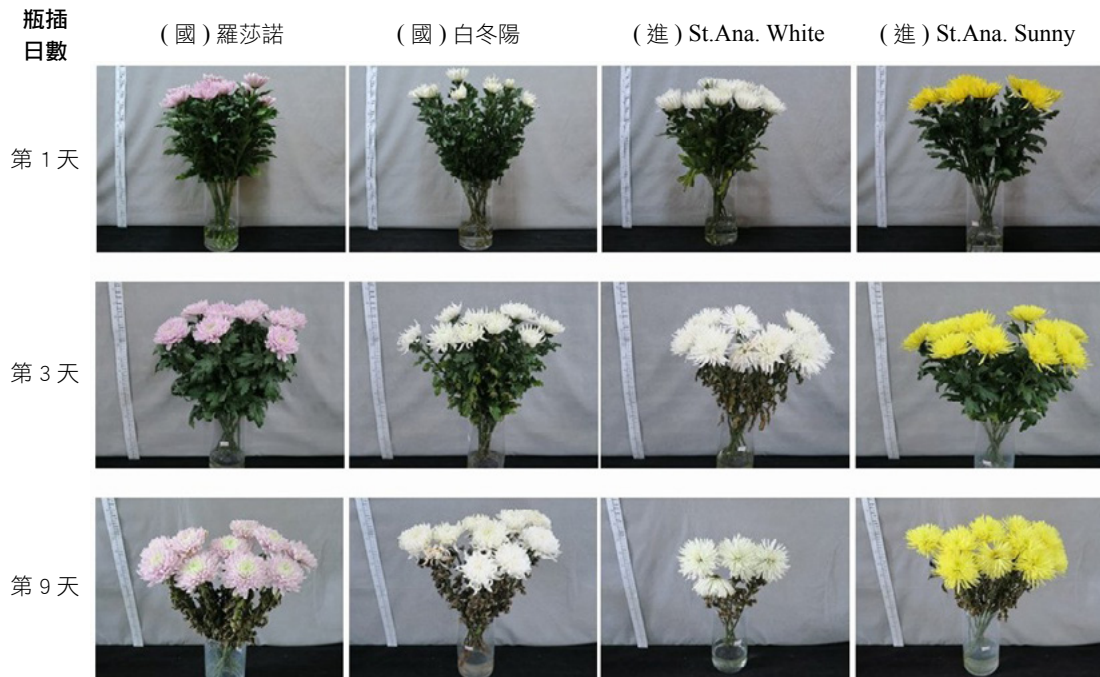 瓶插
日數
( 國 ) 羅莎諾
( 國 ) 白冬陽
( 進 ) St.Ana. White
( 進 ) St.Ana. Sunny
第 1 天
第 3 天
第 9 天